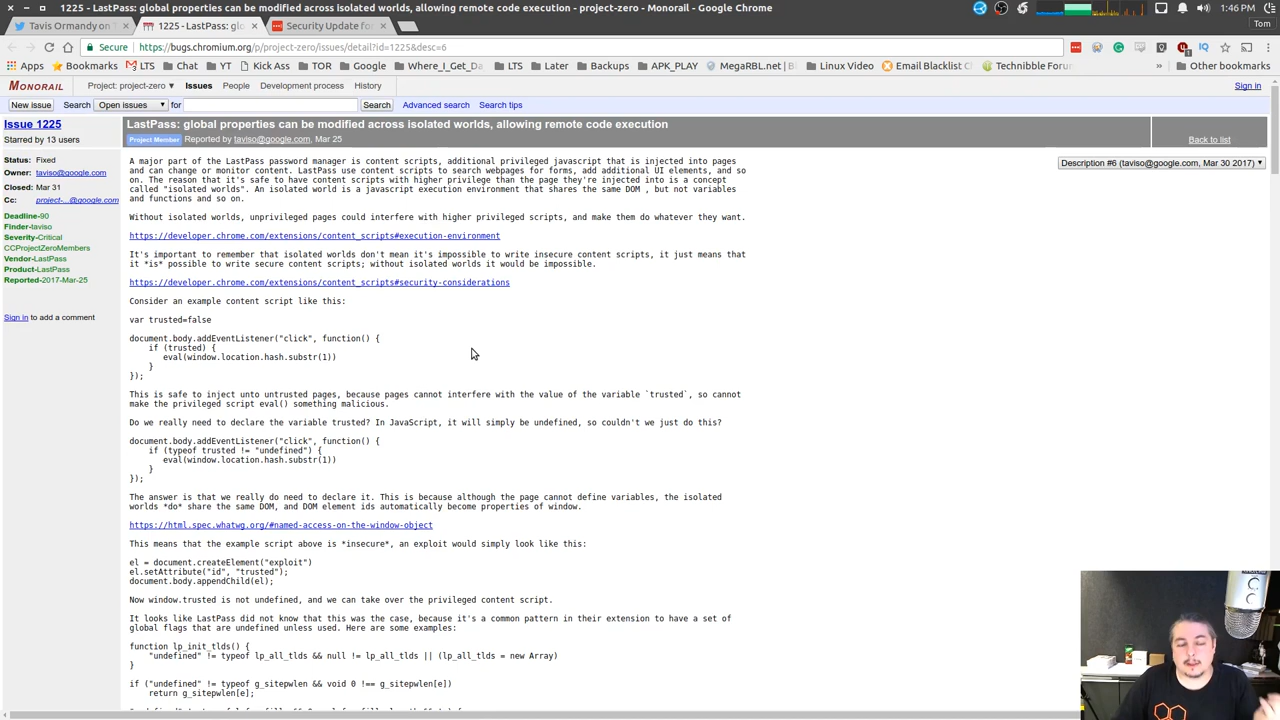 1225 - LastPass: global properties can be modified across isolated worlds, allowing remote code execution - project-zero - Monorail - Google Chrome
1:46 PM
Tavis Ormandy on T
1225 - LastPass: glo
Security Update for
Tom
Secure
https://bugs.chromium.org/p/project-zero/issues/detail?id=1225&desc=6
Apps
Bookmarks
LTS
Chat
YT
Kick Ass
TOR
Google
Where_I_Get_Da
LTS
Later
Backups
APK_PLAY
MegaRBL.net
Linux Video
Email Blacklist C
Technibble Forum
»
Other bookmarks
MONORAIL
Project: project-zero ▼
Issues
People
Development process
History
Sign in
New issue
Search
Open issues
for
Search
Advanced search
Search tips
Issue 1225
Starred by 13 users
LastPass: global properties can be modified across isolated worlds, allowing remote code execution
Project Member
Reported by taviso@google.com, Mar 25
Back to list
Status: Fixed
Owner: taviso@google.com
Closed: Mar 31
Cc: project-...@google.com
Deadline-90
Finder-taviso
Severity-Critical
CCProjectZeroMembers
Vendor-LastPass
Product-LastPass
Reported-2017-Mar-25
Sign in to add a comment
Description #6 (taviso@google.com, Mar 30 2017)
A major part of the LastPass password manager is content scripts, additional privileged javascript that is injected into pages
and can change or monitor content. LastPass use content scripts to search webpages for forms, add additional UI elements, and so
on. The reason that it's safe to have content scripts with higher privilege than the page they're injected into is a concept
called "isolated worlds". An isolated world is a javascript execution environment that shares the same DOM , but not variables
and functions and so on.
Without isolated worlds, unprivileged pages could interfere with higher privileged scripts, and make them do whatever they want.
https://developer.chrome.com/extensions/content_scripts#execution-environment
It's important to remember that isolated worlds don't mean it's impossible to write insecure content scripts, it just means that
it *is* possible to write secure content scripts; without isolated worlds it would be impossible.
https://developer.chrome.com/extensions/content_scripts#security-considerations
Consider an example content script like this:
var trusted=false
document.body.addEventListener("click", function() {
if (trusted) {
eval(window.location.hash.substr(1))
}
});
This is safe to inject unto untrusted pages, because pages cannot interfere with the value of the variable `trusted`, so cannot
make the privileged script eval() something malicious.
Do we really need to declare the variable trusted? In JavaScript, it will simply be undefined, so couldn't we just do this?
document.body.addEventListener("click", function() {
if (typeof trusted != "undefined") {
eval(window.location.hash.substr(1))
}
});
The answer is that we really do need to declare it. This is because although the page cannot define variables, the isolated
worlds *do* share the same DOM, and DOM element ids automatically become properties of window.
https://html.spec.whatwg.org/#named-access-on-the-window-object
This means that the example script above is *insecure*, an exploit would simply look like this:
el = document.createElement("exploit")
el.setAttribute("id", "trusted");
document.body.appendChild(el);
Now window.trusted is not undefined, and we can take over the privileged content script.
It looks like LastPass did not know that this was the case, because it's a common pattern in their extension to have a set of
global flags that are undefined unless used. Here are some examples:
function lp_init_tlds() {
"undefined" != typeof lp_all_tlds && null != lp_all_tlds || (lp_all_tlds = new Array)
}
if ("undefined" != typeof g_sitepwlen && void 0 !== g_sitepwlen[e])
return g_sitepwlen[e];